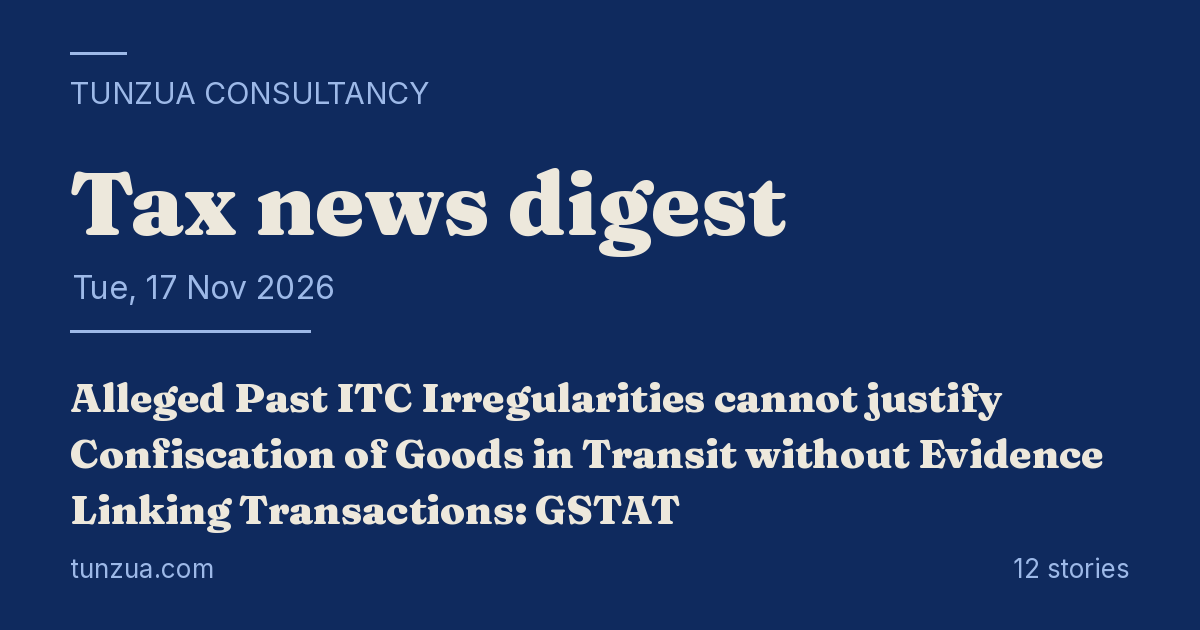 TUNZUA CONSULTANCY
Tax news digest
Tue, 17 Nov 2026
Alleged Past ITC Irregularities cannot justify
Confiscation of Goods in Transit without Evidence
Linking Transactions: GSTAT
tunzua.com
12 stories